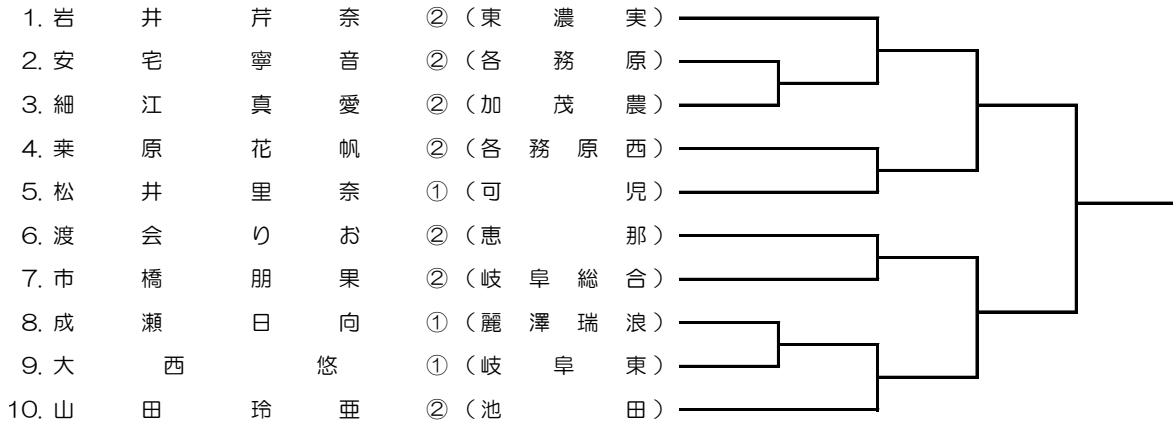 1. 岩井芹奈 ② (東濃実)
2. 安宅寧音 ② (各務原)
3. 細江真愛 ② (加茂農)
4. 桒原花帆 ② (各務原西)
5. 松井里奈 ① (可児)
6. 渡会りお ② (恵那)
7. 市橋朋果 ② (岐阜総合)
8. 成瀬日向 ① (麗澤瑞浪)
9. 大西悠 ① (岐阜東)
10. 山田玲亜 ② (池田)